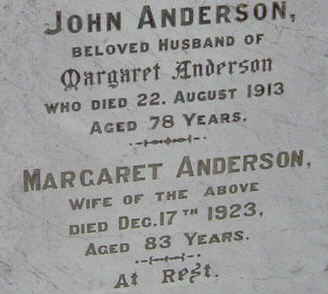 JOHN ANDERSON,
BELOVED HUSBAND OF
Margaret Anderson
WHO DIED 22. AUGUST 1913
AGED 78 YEARS.
MARGARET ANDERSON,
WIFE OF THE ABOVE
DIED DEC. 17TH 1923,
AGED 83 YEARS.
At Rest.